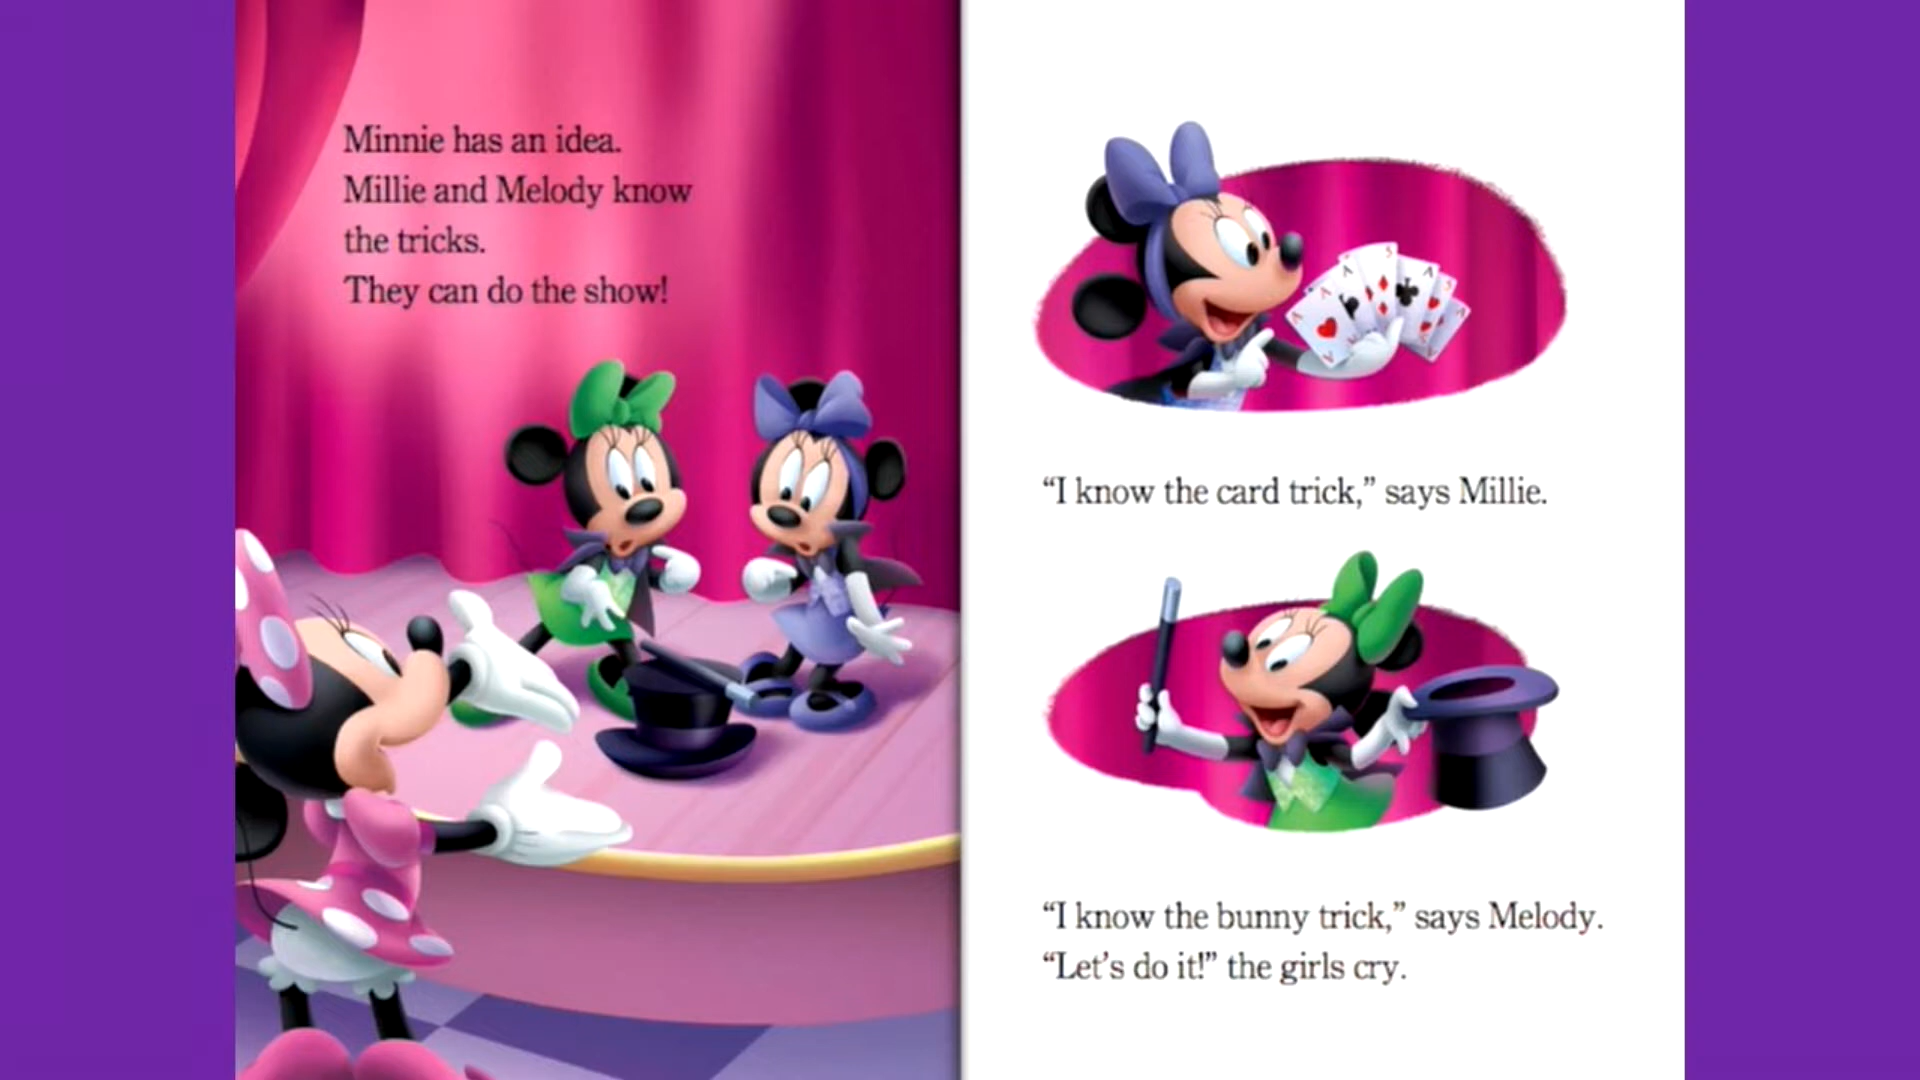 Minnie has an idea.
Millie and Melody know
the tricks.
They can do the show!
“I know the card trick,” says Millie.
“I know the bunny trick,” says Melody.
“Let’s do it!” the girls cry.